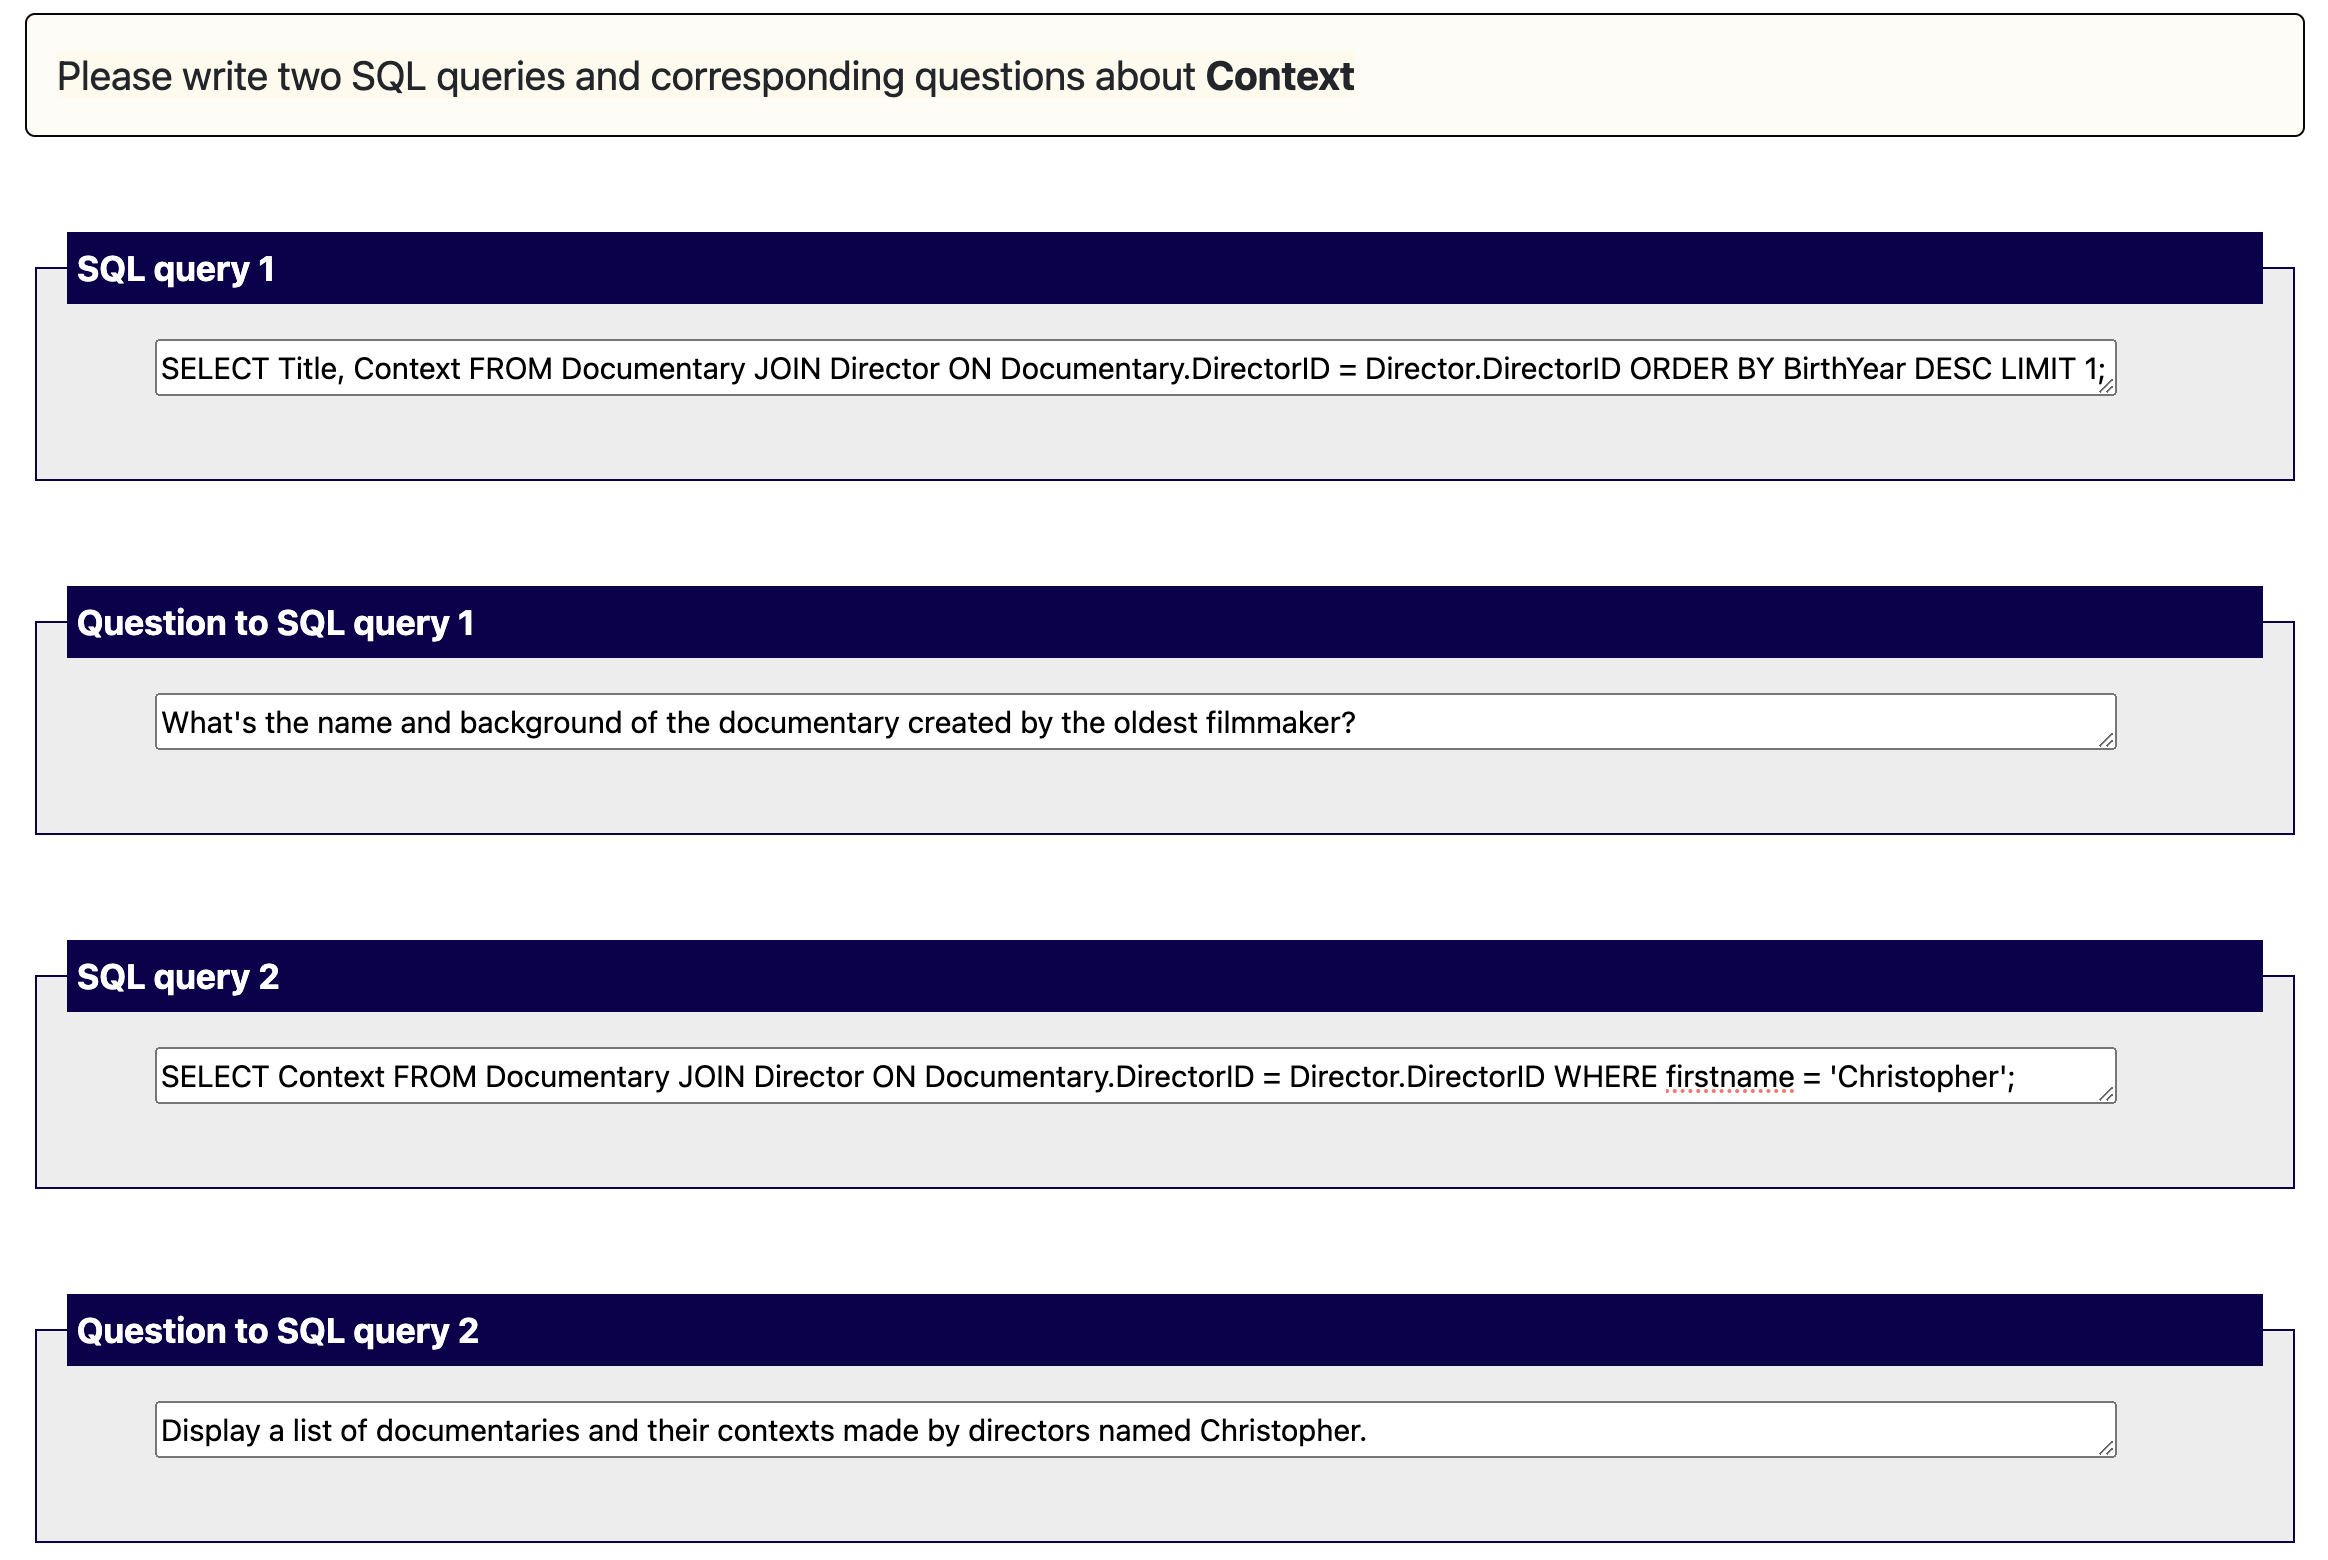 Please write two SQL queries and corresponding questions about Context
SQL query 1
SELECT Title, Context FROM Documentary JOIN Director ON Documentary.DirectorID = Director.DirectorID ORDER BY BirthYear DESC LIMIT 1;
Question to SQL query 1
What's the name and background of the documentary created by the oldest filmmaker?
SQL query 2
SELECT Context FROM Documentary JOIN Director ON Documentary.DirectorID = Director.DirectorID WHERE firstname = 'Christopher';
Question to SQL query 2
Display a list of documentaries and their contexts made by directors named Christopher.